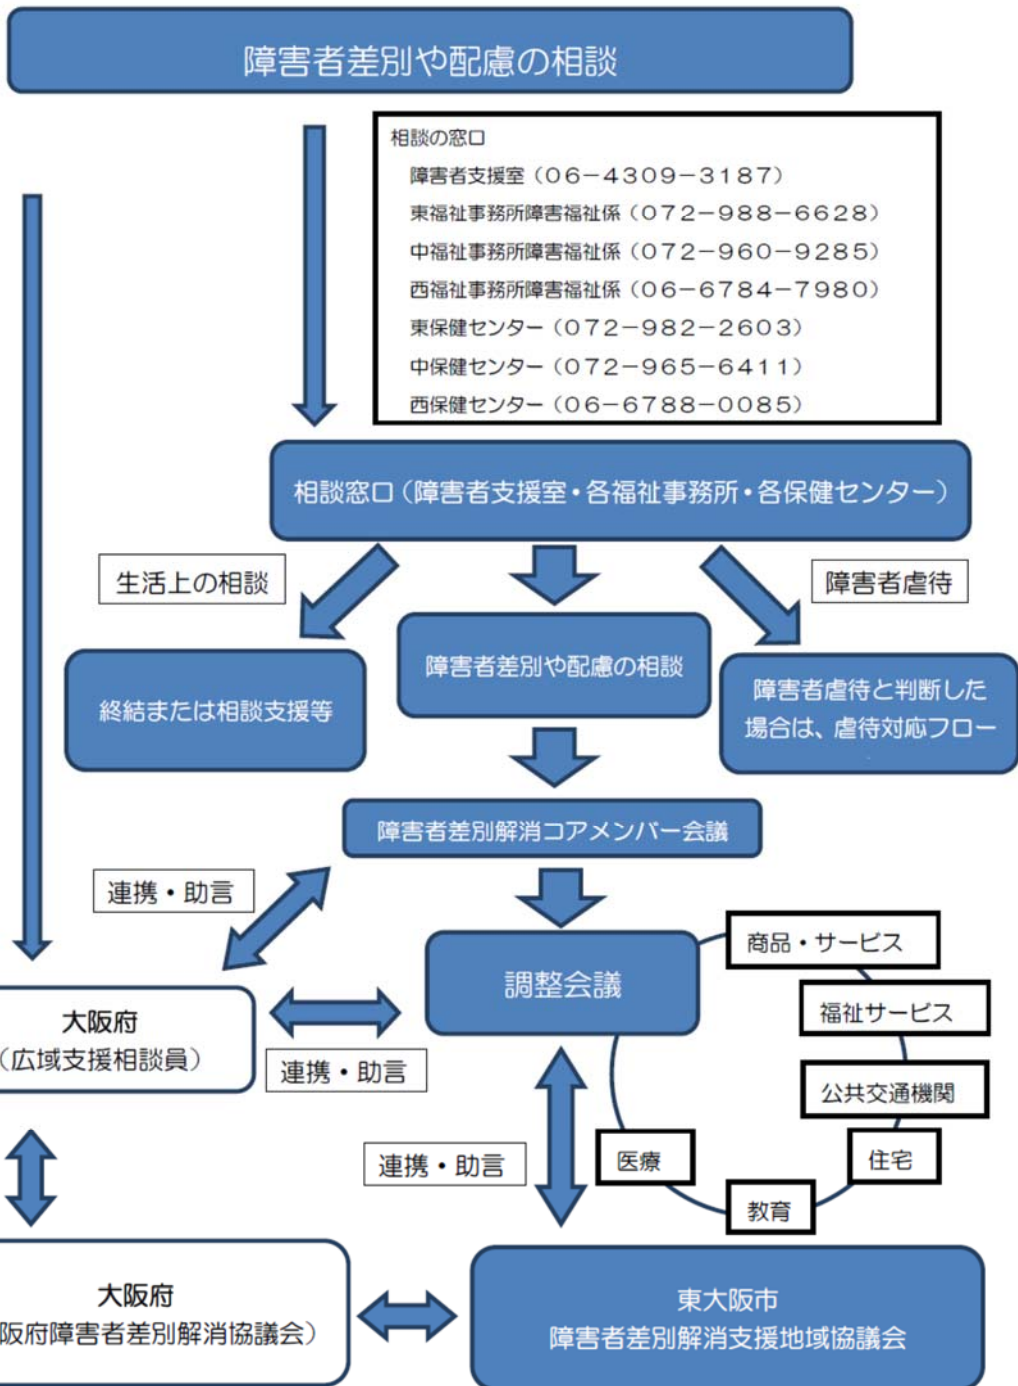 障害者差別や配慮の相談
相談の窓口
障害者支援室（０６－４３０９－３１８７）
東福祉事務所障害福祉係（０７２－９８８－６６２８）
中福祉事務所障害福祉係（０７２－９６０－９２８５）
西福祉事務所障害福祉係（０６－６７８４－７９８０）
東保健センター（０７２－９８２－２６０３）
中保健センター（０７２－９６５－６４１１）
西保健センター（０６－６７８８－００８５）
相談窓口（障害者支援室・各福祉事務所・各保健センター）
生活上の相談
障害者虐待
終結または相談支援等
障害者差別や配慮の相談
障害者虐待と判断した
場合は、虐待対応フロー
障害者差別解消コアメンバー会議
連携・助言
調整会議
商品・サービス
福祉サービス
公共交通機関
住宅
教育
医療
大阪府
（広域支援相談員）
連携・助言
連携・助言
大阪府
阪府障害者差別解消協議会）
東大阪市
障害者差別解消支援地域協議会